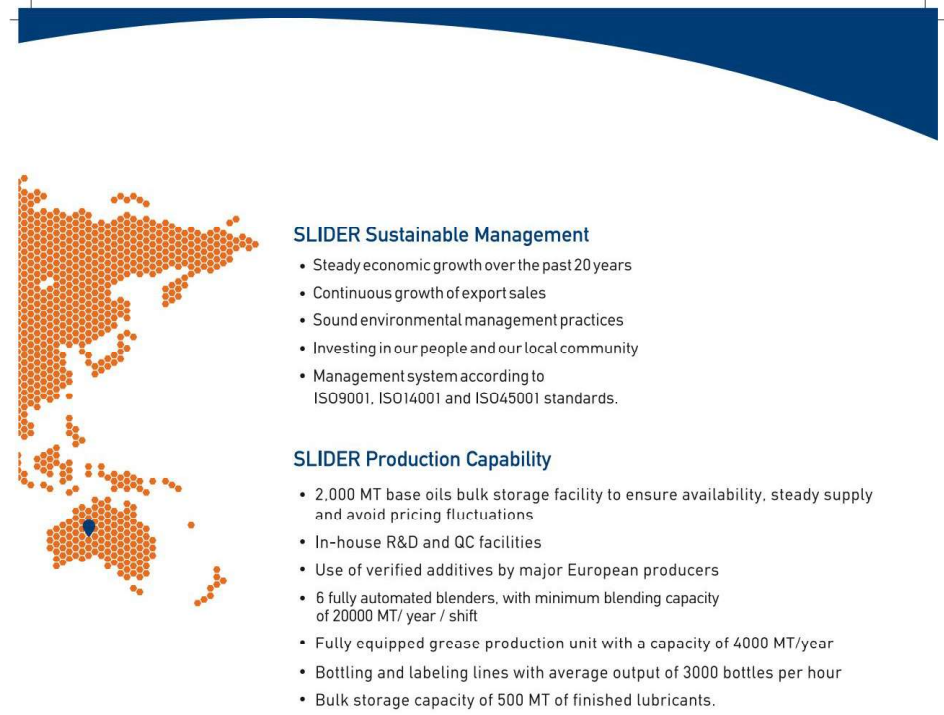 SLIDER Sustainable Management
• Steady economic growth over the past 20 years
• Continuous growth of export sales
• Sound environmental management practices
• Investing in our people and our local community
• Management system according to
ISO9001, ISO14001 and ISO45001 standards.
SLIDER Production Capability
• 2,000 MT base oils bulk storage facility to ensure availability, steady supply
and avoid pricing fluctuations
• In-house R&D and QC facilities
• Use of verified additives by major European producers
• 6 fully automated blenders, with minimum blending capacity
of 20000 MT/ year / shift
• Fully equipped grease production unit with a capacity of 4000 MT/year
• Bottling and labeling lines with average output of 3000 bottles per hour
• Bulk storage capacity of 500 MT of finished lubricants.